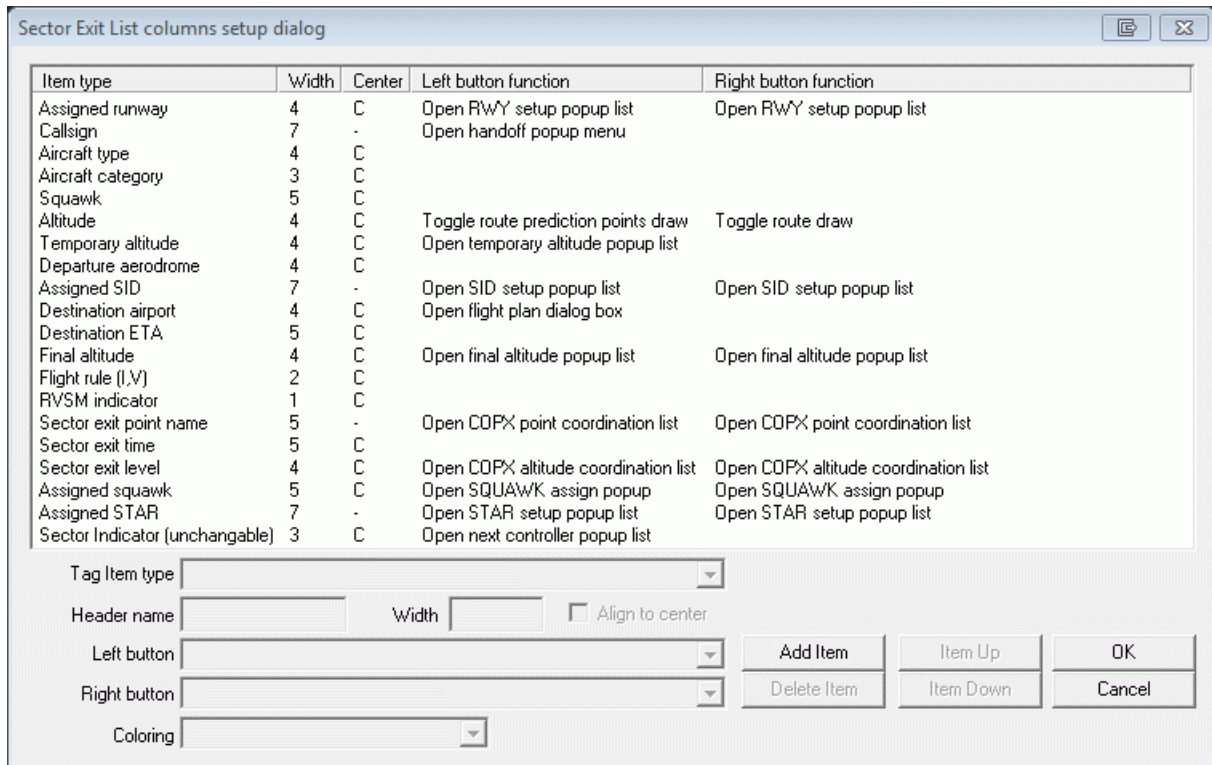 Sector Exit List columns setup dialog
Item type Width Center Left button function Right button function
Assigned runway 4 C Open RWY setup popup list Open RWY setup popup list
Callsign 7 - Open handoff popup menu
Aircraft type 4 C
Aircraft category 3 C
Squawk 5 C
Altitude 4 C Toggle route prediction points draw Toggle route draw
Temporary altitude 4 C Open temporary altitude popup list
Departure aerodrome 4 C
Assigned SID 7 - Open SID setup popup list Open SID setup popup list
Destination airport 4 C Open flight plan dialog box
Destination ETA 5 C
Final altitude 4 C Open final altitude popup list Open final altitude popup list
Flight rule (I,V) 2 C
RVSM indicator 1 C
Sector exit point name 5 - Open COPX point coordination list Open COPX point coordination list
Sector exit time 5 C
Sector exit level 4 C Open COPX altitude coordination list Open COPX altitude coordination list
Assigned squawk 5 C Open SQUAWK assign popup Open SQUAWK assign popup
Assigned STAR 7 - Open STAR setup popup list Open STAR setup popup list
Sector Indicator (unchangable) 3 C Open next controller popup list
Tag Item type
Header name Width Align to center
Left button Add Item Item Up OK
Right button Delete Item Item Down Cancel
Coloring